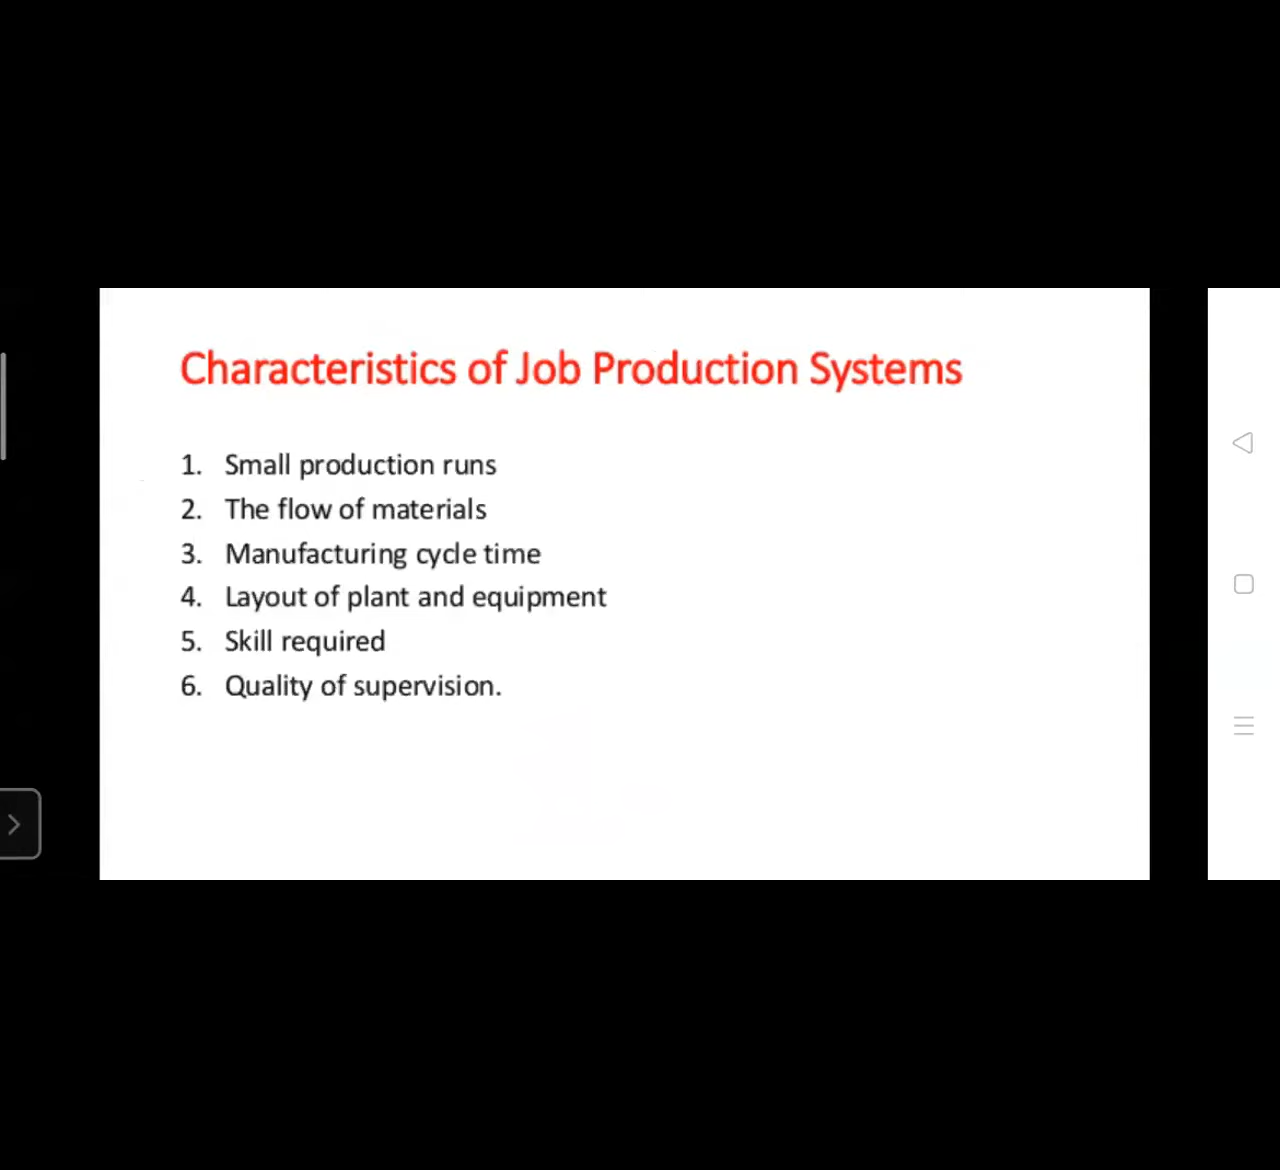 Characteristics of Job Production Systems
1. Small production runs
2. The flow of materials
3. Manufacturing cycle time
4. Layout of plant and equipment
5. Skill required
6. Quality of supervision.